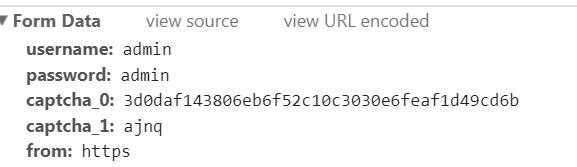 ▼ Form Data view source view URL encoded
username: admin
password: admin
captcha_0: 3d0daf143806eb6f52c10c3030e6feaf1d49cd6b
captcha_1: ajnq
from: https